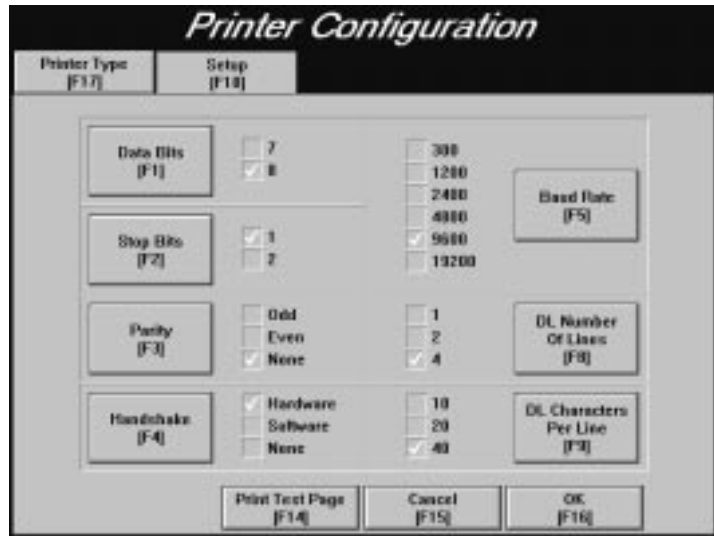 Printer Configuration
Printer Type
[F17]
Setup
[F18]
Data Bits
[F1]
7
8
300
1200
2400
4800
9600
19200
Baud Rate
[F5]
Stop Bits
[F2]
1
2
Parity
[F3]
Odd
Even
None
1
2
4
DL Number
Of Lines
[F8]
Handshake
[F4]
Hardware
Software
None
10
20
40
DL Characters
Per Line
[F9]
Print Test Page
[F14]
Cancel
[F15]
OK
[F16]